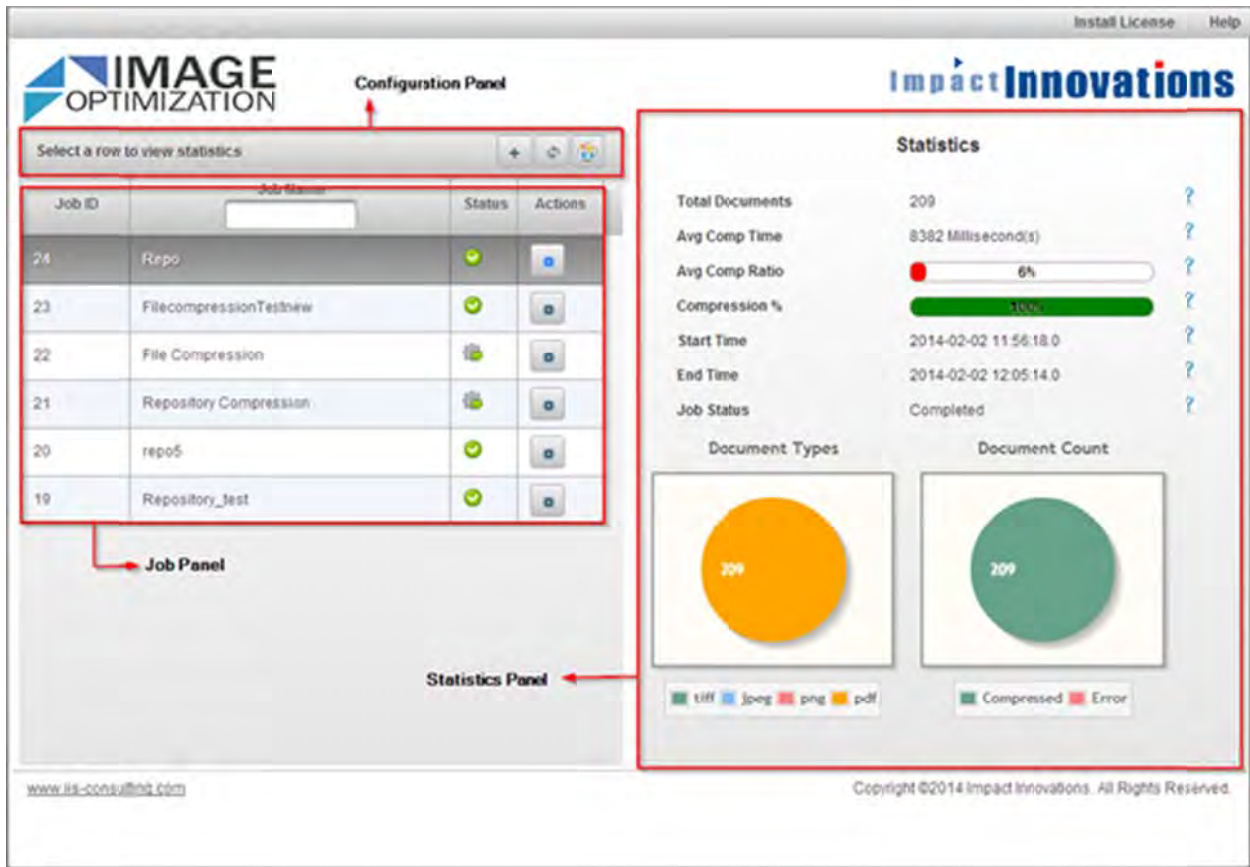 Install License Help
IMAGE
OPTIMIZATION
Configuration Panel
Impact Innovations
Select a row to view statistics
Job ID Job Name Status Actions
24 Repo
23 FilecompressionTestnew
22 File Compression
21 Repository Compression
20 repo5
19 Repository_test
Job Panel
Statistics Panel
Statistics
Total Documents 209 ?
Avg Comp Time 8382 Millisecond(s) ?
Avg Comp Ratio 6% ?
Compression % 100% ?
Start Time 2014-02-02 11:56:18.0 ?
End Time 2014-02-02 12:05:14.0 ?
Job Status Completed ?
Document Types Document Count
209 209
tiff jpeg png pdf Compressed Error
www.iis-consulting.com Copyright ©2014 Impact Innovations. All Rights Reserved.